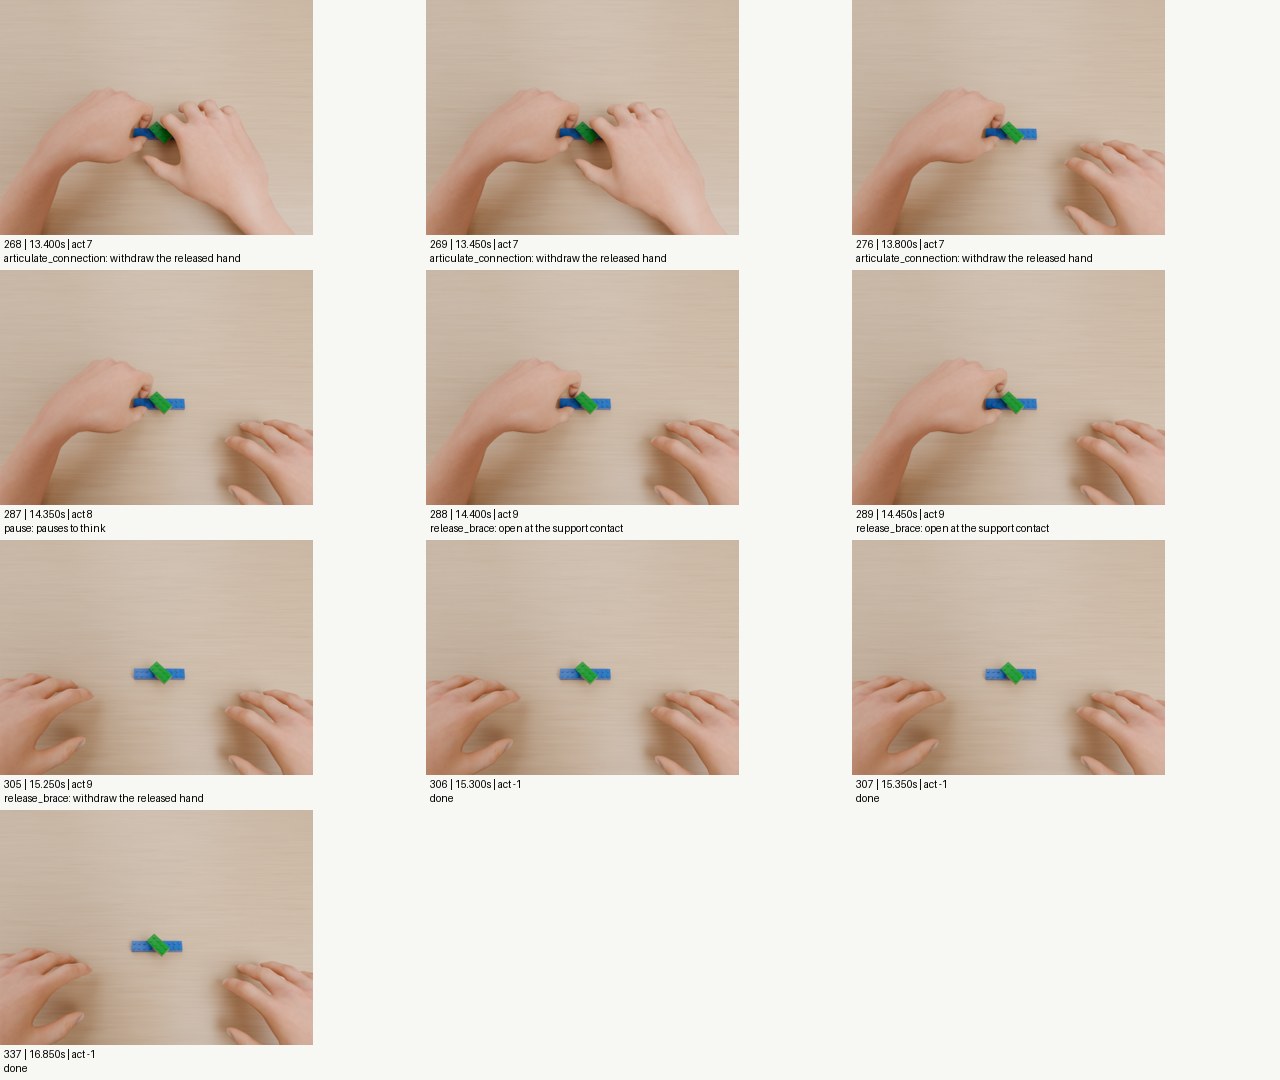 268 | 13.400s | act 7
articulate_connection: withdraw the released hand
269 | 13.450s | act 7
articulate_connection: withdraw the released hand
276 | 13.800s | act 7
articulate_connection: withdraw the released hand
287 | 14.350s | act 8
pause: pauses to think
288 | 14.400s | act 9
release_brace: open at the support contact
289 | 14.450s | act 9
release_brace: open at the support contact
305 | 15.250s | act 9
release_brace: withdraw the released hand
306 | 15.300s | act -1
done
307 | 15.350s | act -1
done
337 | 16.850s | act -1
done